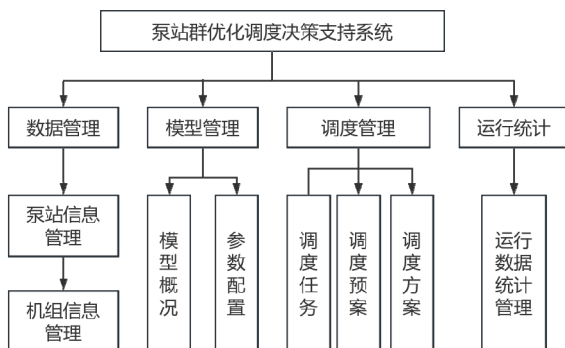 泵站群优化调度决策支持系统
数据管理
模型管理
调度管理
运行统计
泵站信息
管理
机组信息
管理
模型概况
参数配置
调度任务
调度预案
调度方案
运行数据统计管理